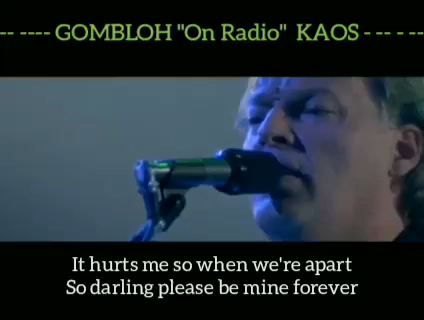 -- ---- GOMBLOH "On Radio" KAOS - -- - --
It hurts me so when we're apart
So darling please be mine forever